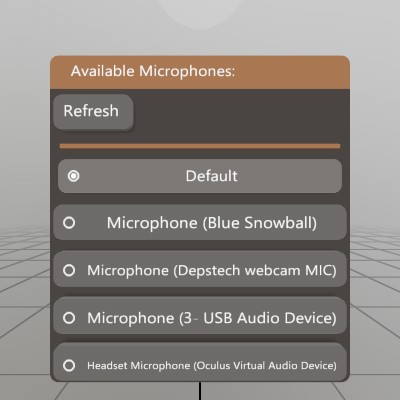 Available Microphones:
Refresh
Default
Microphone (Blue Snowball)
Microphone (Depstech webcam MIC)
Microphone (3- USB Audio Device)
Headset Microphone (Oculus Virtual Audio Device)